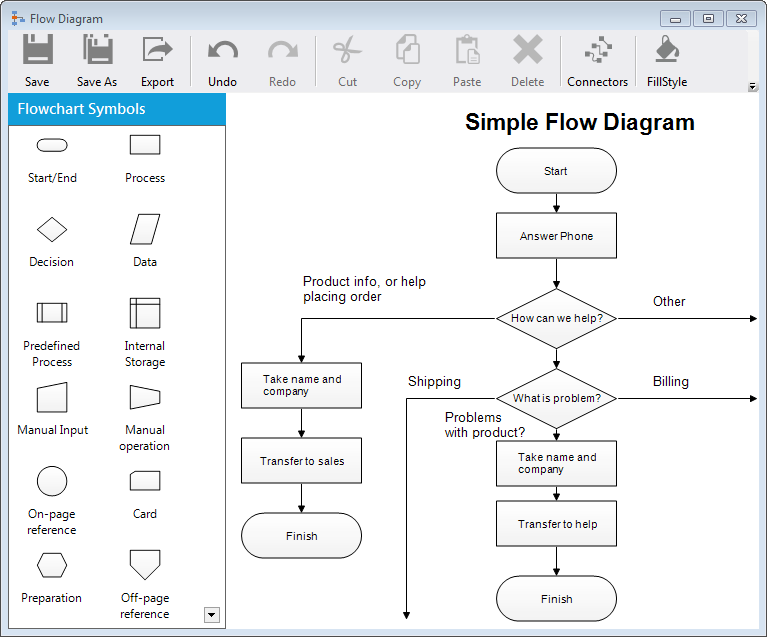 Flow Diagram
Save
Save As
Export
Undo
Redo
Cut
Copy
Paste
Delete
Connectors
FillStyle
Flowchart Symbols
Start/End
Process
Decision
Data
Predefined
Process
Internal
Storage
Manual Input
Manual
operation
On-page
reference
Card
Preparation
Off-page
reference
Simple Flow Diagram
Start
Answer Phone
Product info, or help
placing order
How can we help?
Other
Take name and
company
Shipping
What is problem?
Billing
Problems
with product?
Transfer to sales
Take name and
company
Finish
Transfer to help
Finish